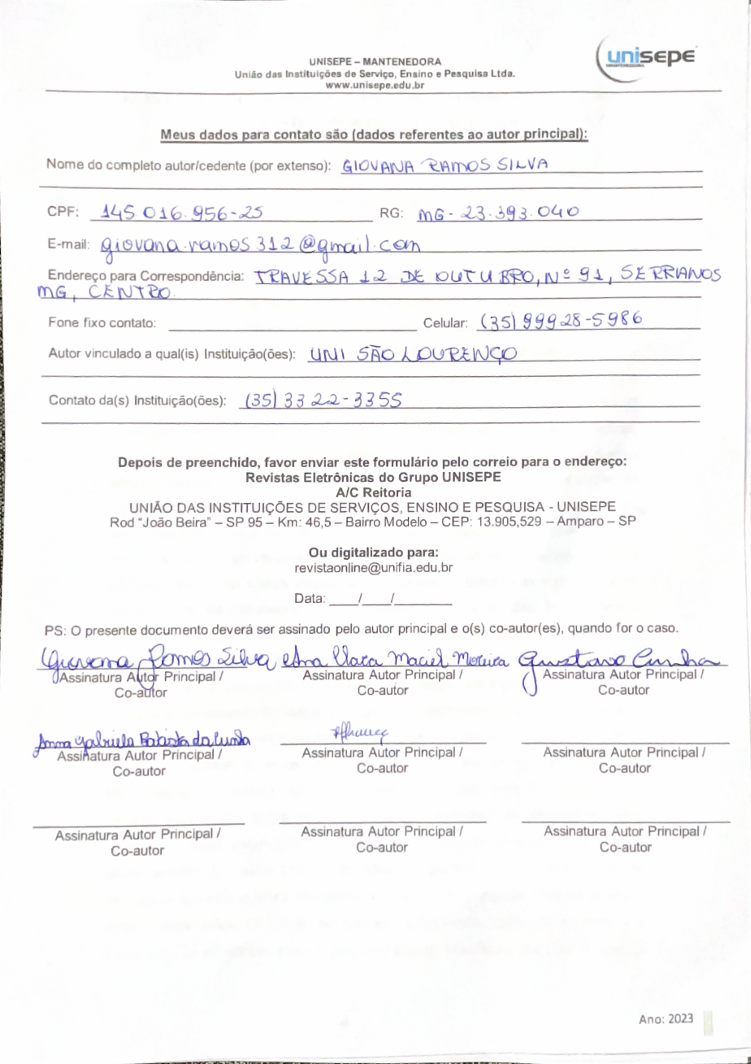 unisepe
UNISEPE – MANTENEDORA
União das Instituições de Serviço, Ensino e Pesquisa Ltda.
www.unisepe.edu.br
Meus dados para contato são (dados referentes ao autor principal):
Nome do completo autor/cedente (por extenso): GIOVANA RAMOS SILVA
CPF: 145.016.956-25 RG: MG-23.393.040
E-mail: giovana.ramos312@gmail.com
Endereço para Correspondência: TRAVESSA 12 DE OUTUBRO, Nº 91, SERRANOS
MG, CENTRO.
Fone fixo contato: Celular: (35) 99928-5986
Autor vinculado a qual(is) Instituição(ões): UNI SÃO LOURENÇO
Contato da(s) Instituição(ões): (35) 3322-3355
Depois de preenchido, favor enviar este formulário pelo correio para o endereço:
Revistas Eletrônicas do Grupo UNISEPE
A/C Reitoria
UNIÃO DAS INSTITUIÇÕES DE SERVIÇOS, ENSINO E PESQUISA - UNISEPE
Rod "João Beira" – SP 95 – Km: 46,5 – Bairro Modelo – CEP: 13.905,529 – Amparo – SP
Ou digitalizado para:
revistaonline@unifia.edu.br
Data: ____/____/________
PS: O presente documento deverá ser assinado pelo autor principal e o(s) co-autor(es), quando for o caso.
Giovana Ramos Silva Ana Clara Maciel Moreira Gustavo Cunha
Assinatura Autor Principal / Assinatura Autor Principal / Assinatura Autor Principal /
Co-autor Co-autor Co-autor
Anna Gabriela Batista da Cunha
Assinatura Autor Principal / Assinatura Autor Principal / Assinatura Autor Principal /
Co-autor Co-autor Co-autor
Assinatura Autor Principal / Assinatura Autor Principal / Assinatura Autor Principal /
Co-autor Co-autor Co-autor
Ano: 2023